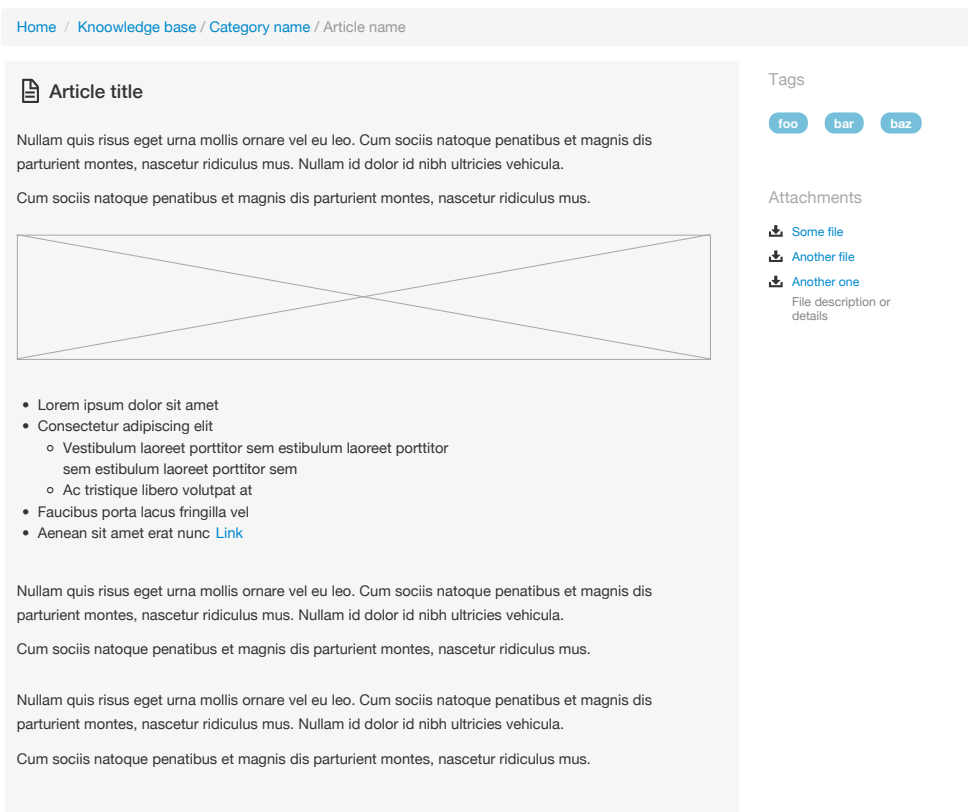 Home / Knoowledge base / Category name / Article name
Article title
Nullam quis risus eget urna mollis ornare vel eu leo. Cum sociis natoque penatibus et magnis dis
parturient montes, nascetur ridiculus mus. Nullam id dolor id nibh ultricies vehicula.
Cum sociis natoque penatibus et magnis dis parturient montes, nascetur ridiculus mus.
• Lorem ipsum dolor sit amet
• Consectetur adipiscing elit
◦ Vestibulum laoreet porttitor sem estibulum laoreet porttitor
sem estibulum laoreet porttitor sem
◦ Ac tristique libero volutpat at
• Faucibus porta lacus fringilla vel
• Aenean sit amet erat nunc Link
Nullam quis risus eget urna mollis ornare vel eu leo. Cum sociis natoque penatibus et magnis dis
parturient montes, nascetur ridiculus mus. Nullam id dolor id nibh ultricies vehicula.
Cum sociis natoque penatibus et magnis dis parturient montes, nascetur ridiculus mus.
Nullam quis risus eget urna mollis ornare vel eu leo. Cum sociis natoque penatibus et magnis dis
parturient montes, nascetur ridiculus mus. Nullam id dolor id nibh ultricies vehicula.
Cum sociis natoque penatibus et magnis dis parturient montes, nascetur ridiculus mus.
Tags
foo bar baz
Attachments
Some file
Another file
Another one
File description or
details